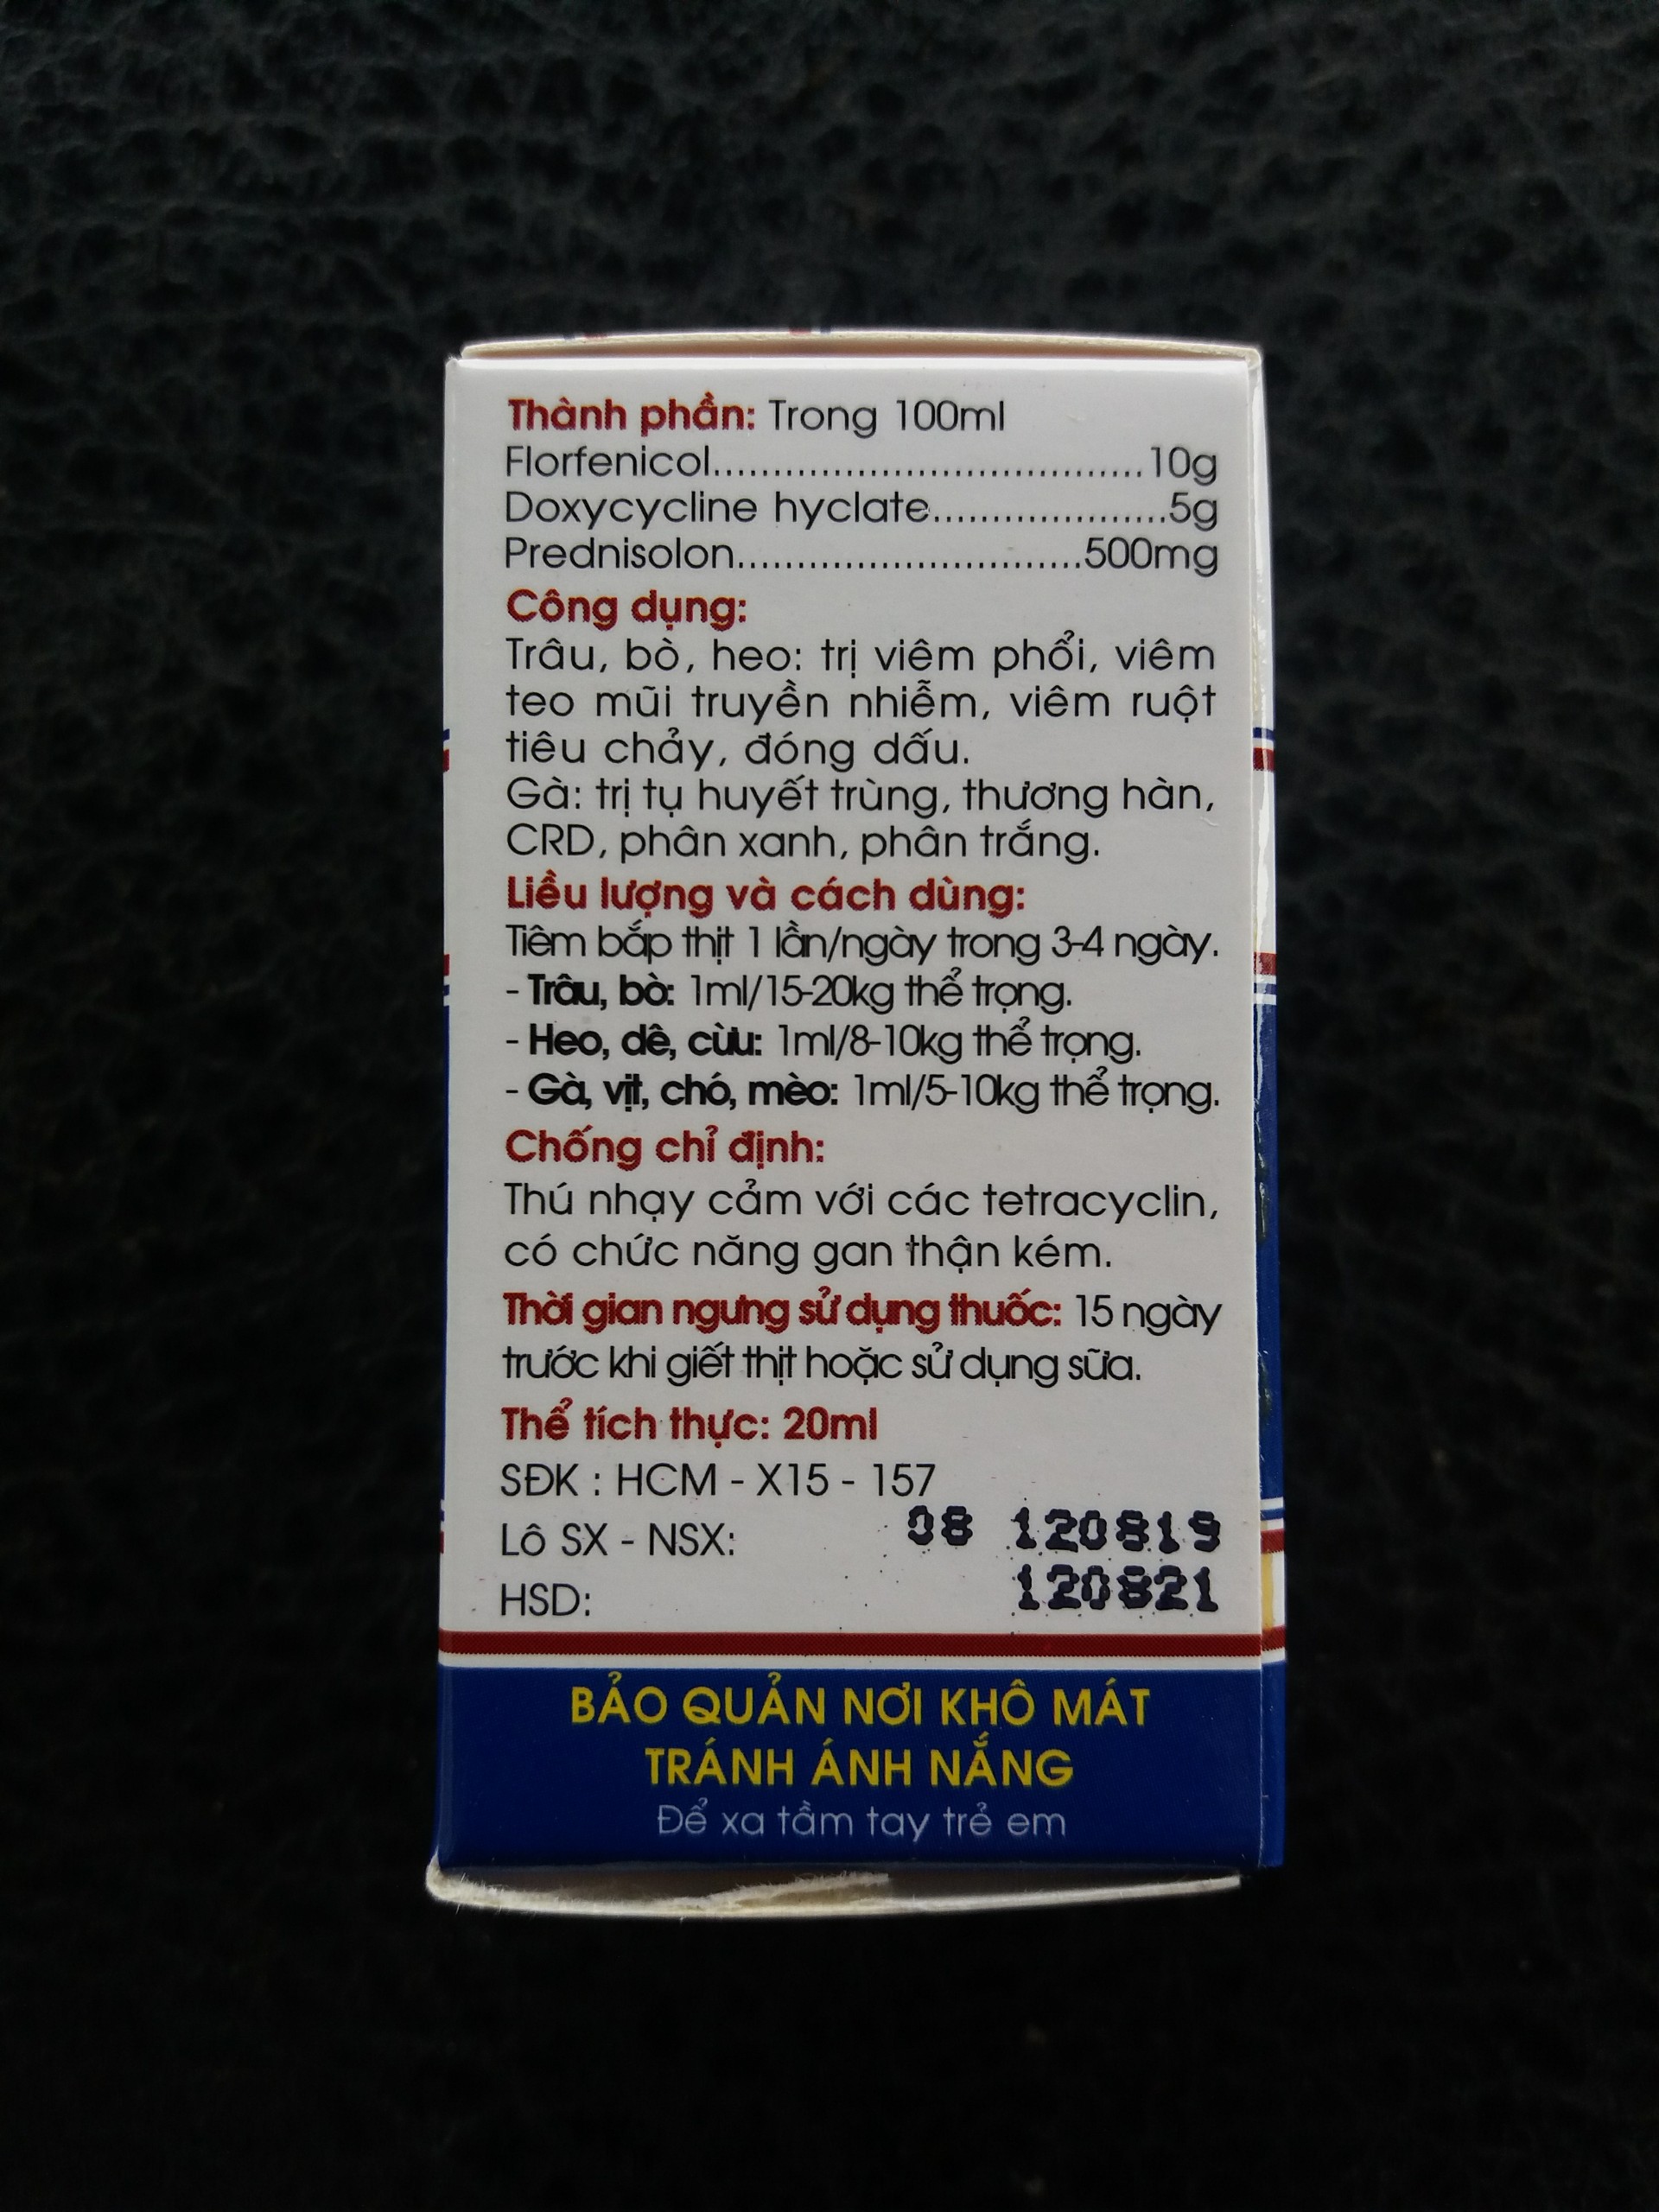 Thành phần: Trong 100ml
Florfenicol....................................10g
Doxycycline hyclate....................5g
Prednisolon.............................500mg
Công dụng:
Trâu, bò, heo: trị viêm phổi, viêm
teo mũi truyền nhiễm, viêm ruột
tiêu chảy, đóng dấu.
Gà: trị tụ huyết trùng, thương hàn,
CRD, phân xanh, phân trắng.
Liều lượng và cách dùng:
Tiêm bắp thịt 1 lần/ngày trong 3-4 ngày.
- Trâu, bò: 1ml/15-20kg thể trọng.
- Heo, dê, cừu: 1ml/8-10kg thể trọng.
- Gà, vịt, chó, mèo: 1ml/5-10kg thể trọng.
Chống chỉ định:
Thú nhạy cảm với các tetracyclin,
có chức năng gan thận kém.
Thời gian ngưng sử dụng thuốc: 15 ngày
trước khi giết thịt hoặc sử dụng sữa.
Thể tích thực: 20ml
SĐK : HCM - X15 - 157
Lô SX - NSX: 08 120819
HSD: 120821
BẢO QUẢN NƠI KHÔ MÁT
TRÁNH ÁNH NẮNG
Để xa tầm tay trẻ em